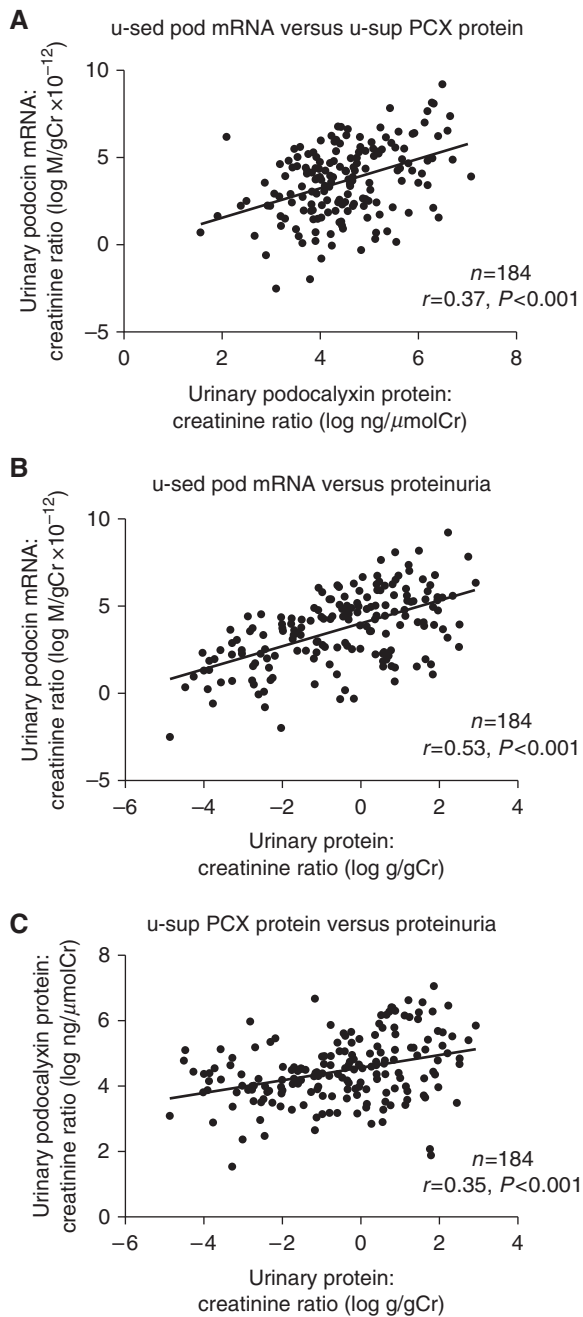 A
u-sed pod mRNA versus u-sup PCX protein
Urinary podocin mRNA:
creatinine ratio (log M/gCr ×10⁻¹²)
10
5
0
−5
0 2 4 6 8
n=184
r=0.37, P<0.001
Urinary podocalyxin protein:
creatinine ratio (log ng/μmolCr)
B
u-sed pod mRNA versus proteinuria
Urinary podocin mRNA:
creatinine ratio (log M/gCr ×10⁻¹²)
10
5
0
−5
−6 −4 −2 0 2 4
n=184
r=0.53, P<0.001
Urinary protein:
creatinine ratio (log g/gCr)
C
u-sup PCX protein versus proteinuria
Urinary podocalyxin protein:
creatinine ratio (log ng/μmolCr)
8
6
4
2
0
−6 −4 −2 0 2 4
n=184
r=0.35, P<0.001
Urinary protein:
creatinine ratio (log g/gCr)